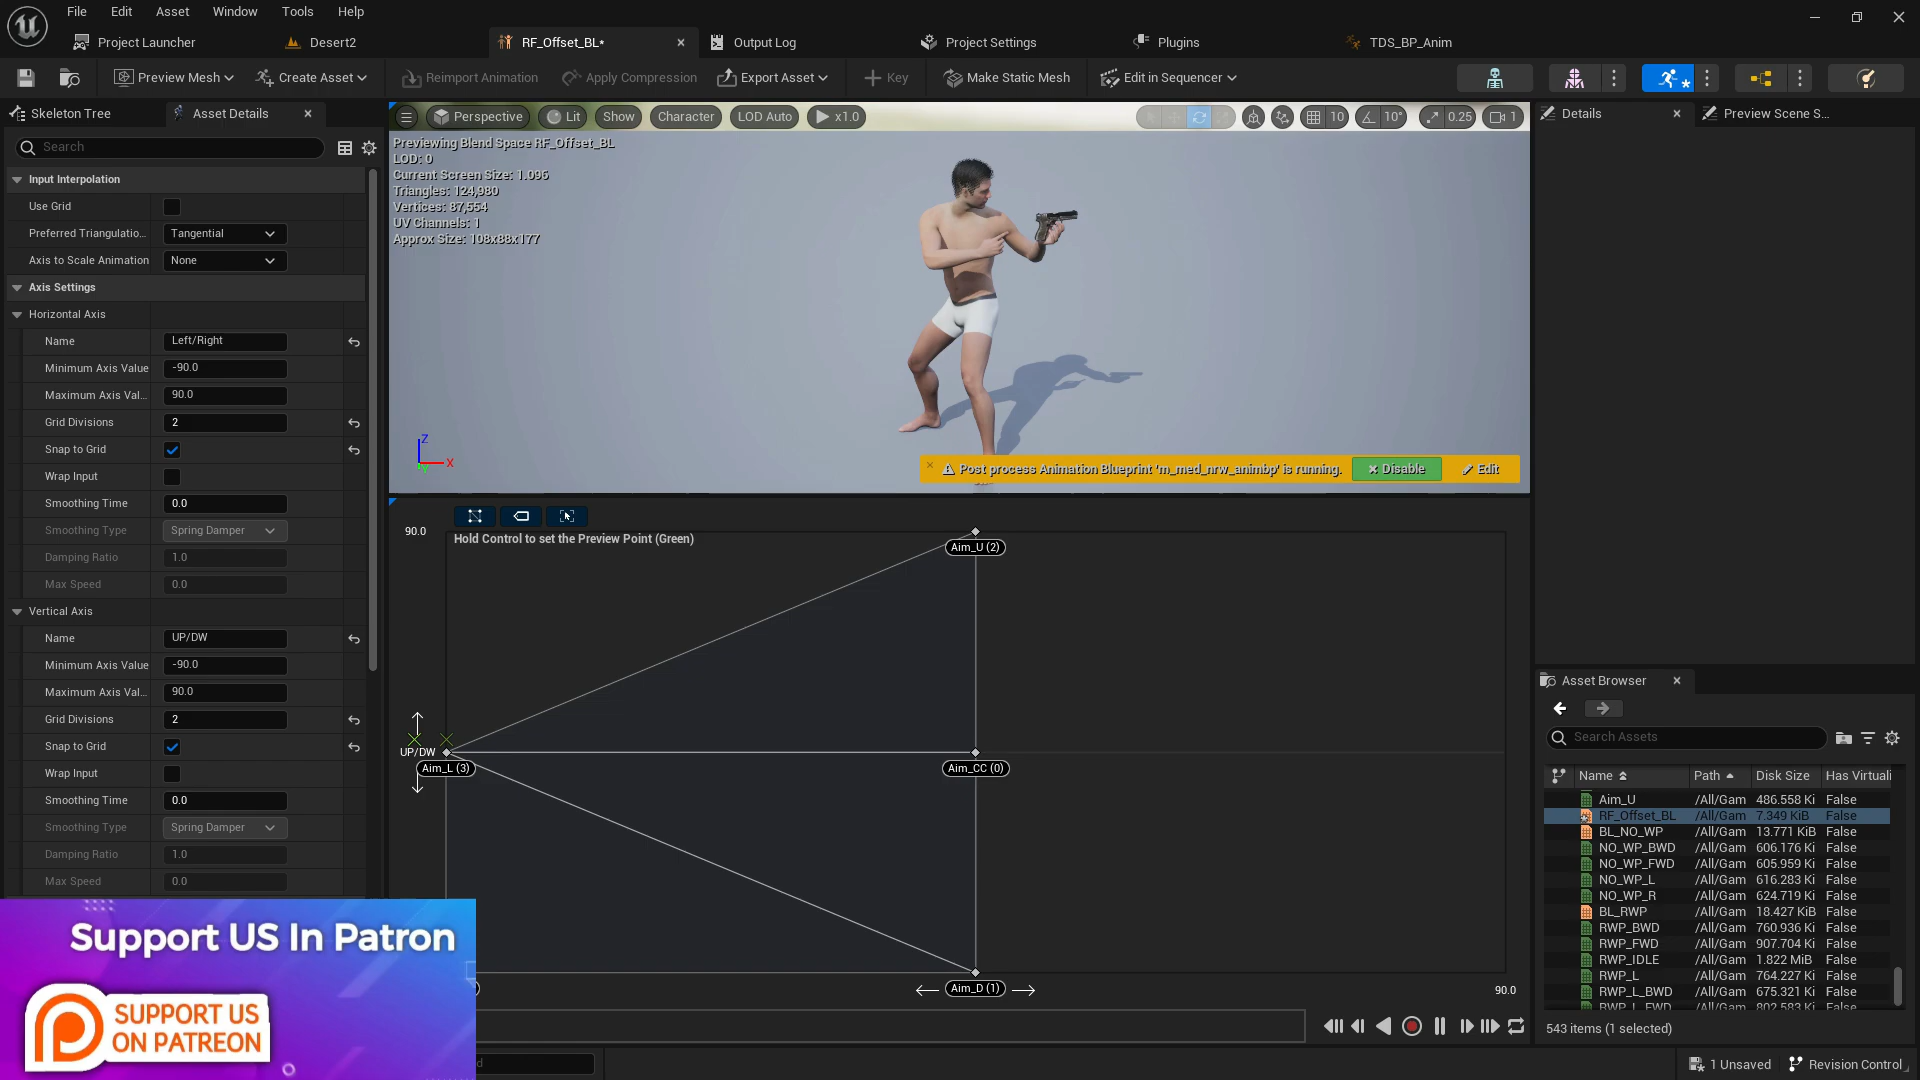 File Edit Asset Window Tools Help
Project Launcher Desert2 RF_Offset_BL* Output Log Project Settings Plugins TDS_BP_Anim
Preview Mesh Create Asset Reimport Animation Apply Compression Export Asset Key Make Static Mesh Edit in Sequencer
Skeleton Tree Asset Details
Search
Input Interpolation
Use Grid
Preferred Triangulatio... Tangential
Axis to Scale Animation None
Axis Settings
Horizontal Axis
Name Left/Right
Minimum Axis Value -90.0
Maximum Axis Val... 90.0
Grid Divisions 2
Snap to Grid
Wrap Input
Smoothing Time 0.0
Smoothing Type Spring Damper
Damping Ratio 1.0
Max Speed 0.0
Vertical Axis
Name UP/DW
Minimum Axis Value -90.0
Maximum Axis Val... 90.0
Grid Divisions 2
Snap to Grid
Wrap Input
Smoothing Time 0.0
Smoothing Type Spring Damper
Damping Ratio 1.0
Max Speed 0.0
Support US In Patron
SUPPORT US
ON PATREON
Perspective Lit Show Character LOD Auto x1.0 10 10° 0.25 1
Previewing Blend Space RF_Offset_BL
LOD: 0
Current Screen Size: 1.096
Triangles: 124,980
Vertices: 87,554
UV Channels: 1
Approx Size: 108x88x177
Z
X
Y
Post process Animation Blueprint 'm_med_nrw_animbp' is running. Disable Edit
90.0
Hold Control to set the Preview Point (Green)
Aim_U (2)
UP/DW
Aim_L (3) Aim_CC (0)
Aim_D (1) 90.0
Details Preview Scene S...
Asset Browser
Search Assets
Name Path Disk Size Has Virtuali
Aim_U /All/Gam 486.558 Ki False
RF_Offset_BL /All/Gam 7.349 KiB False
BL_NO_WP /All/Gam 13.771 KiB False
NO_WP_BWD /All/Gam 606.176 Ki False
NO_WP_FWD /All/Gam 605.959 Ki False
NO_WP_L /All/Gam 616.283 Ki False
NO_WP_R /All/Gam 624.719 Ki False
BL_RWP /All/Gam 18.427 KiB False
RWP_BWD /All/Gam 760.936 Ki False
RWP_FWD /All/Gam 907.704 Ki False
RWP_IDLE /All/Gam 1.822 MiB False
RWP_L /All/Gam 764.227 Ki False
RWP_L_BWD /All/Gam 675.321 Ki False
RWP_L_FWD /All/Gam 802.583 Ki False
543 items (1 selected)
1 Unsaved Revision Control